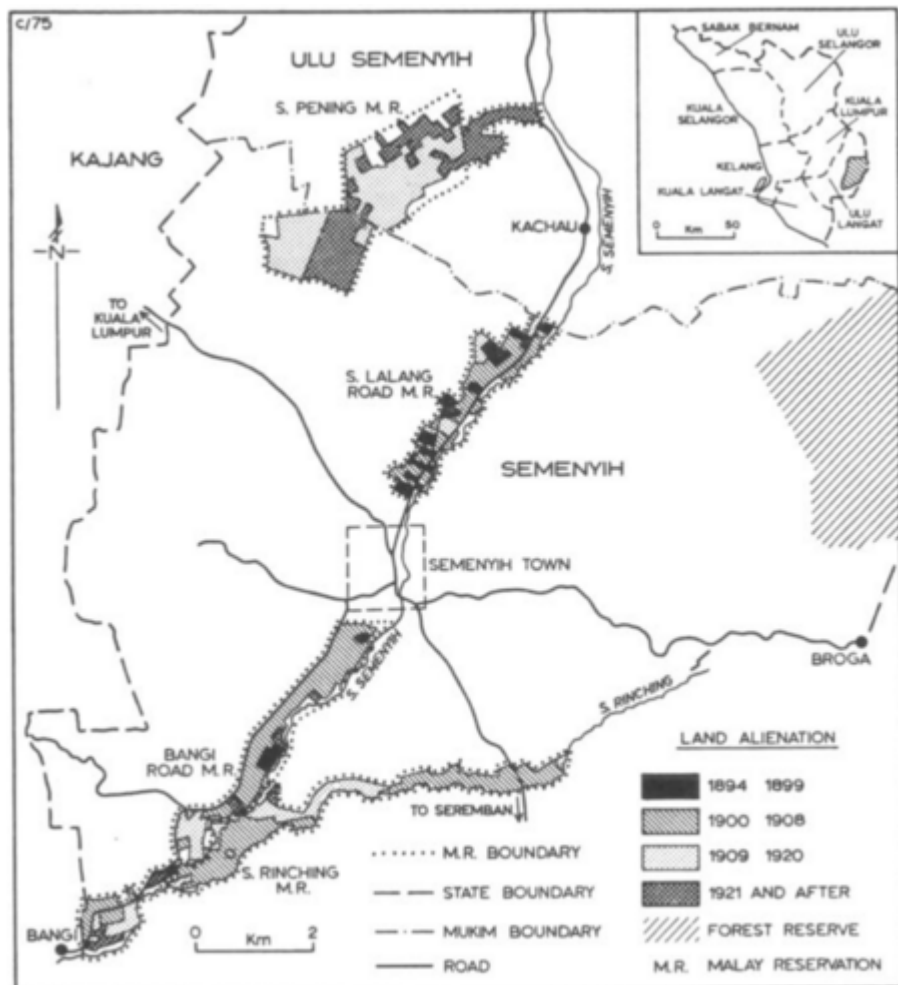 C/75
ULU SEMENYIH
S. PENING M.R.
KAJANG
N
TO
KUALA
LUMPUR
KACHAU
S. SEMENYIH
SABAK BERNAM
ULU
SELANGOR
KUALA
SELANGOR
KUALA
LUMPUR
KELANG
KUALA LANGAT
ULU
LANGAT
0 50
Km
S. LALANG
ROAD M.R.
SEMENYIH
SEMENYIH TOWN
BROGA
S. SEMENYIH
S. RINCHING
BANGI
ROAD M.R.
TO SEREMBAN
S. RINCHING
M.R.
BANGI
0 2
Km
M.R. BOUNDARY
STATE BOUNDARY
MUKIM BOUNDARY
ROAD
LAND ALIENATION
1894 1899
1900 1908
1909 1920
1921 AND AFTER
FOREST RESERVE
M.R. MALAY RESERVATION